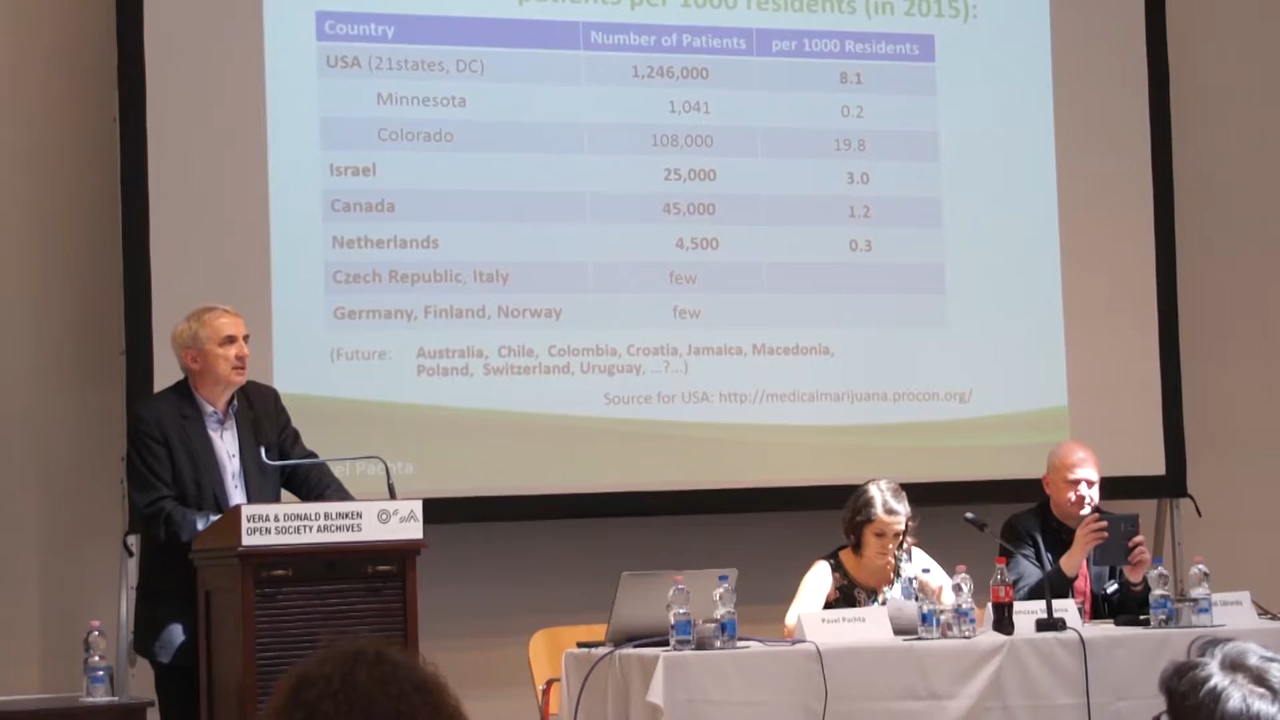 patients per 1000 residents (in 2015):
Country Number of Patients per 1000 Residents
USA (21states, DC) 1,246,000 8.1
Minnesota 1,041 0.2
Colorado 108,000 19.8
Israel 25,000 3.0
Canada 45,000 1.2
Netherlands 4,500 0.3
Czech Republic, Italy few
Germany, Finland, Norway few
(Future: Australia, Chile, Colombia, Croatia, Jamaica, Macedonia,
Poland, Switzerland, Uruguay, ...?...)
Source for USA: http://medicalmarijuana.procon.org/
el Pachta
VERA & DONALD BLINKEN
OPEN SOCIETY ARCHIVES
Pavel Pachta